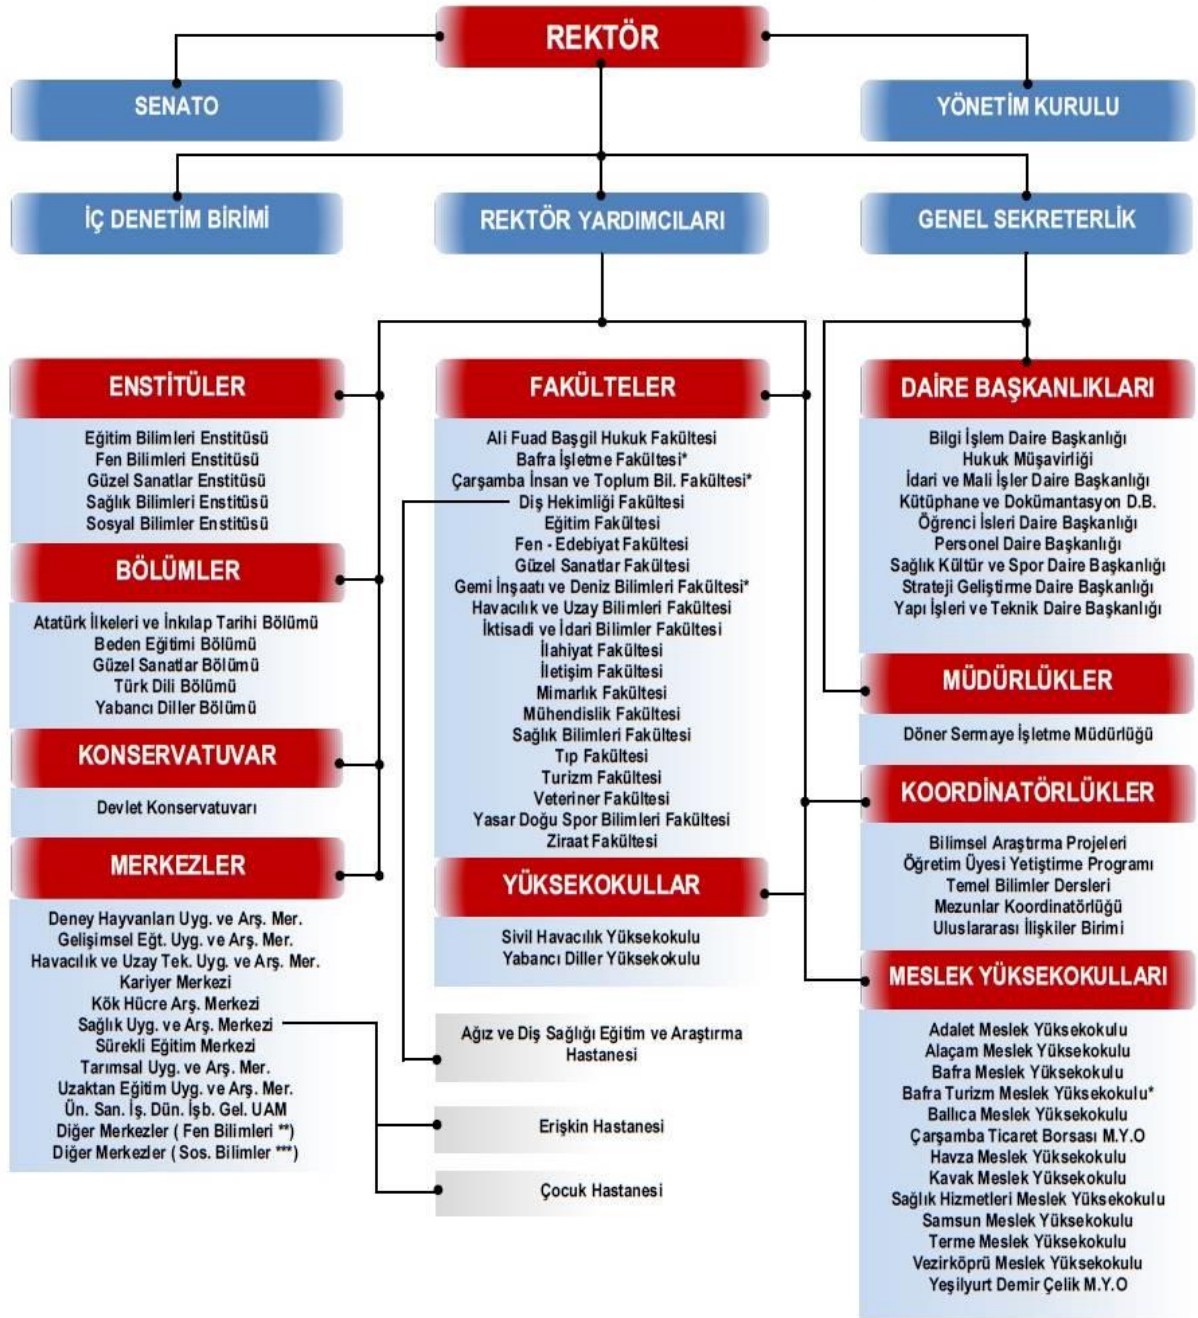 REKTÖR
SENATO
YÖNETİM KURULU
İÇ DENETİM BİRİMİ
REKTÖR YARDIMCILARI
GENEL SEKRETERLİK
ENSTİTÜLER
Eğitim Bilimleri Enstitüsü
Fen Bilimleri Enstitüsü
Güzel Sanatlar Enstitüsü
Sağlık Bilimleri Enstitüsü
Sosyal Bilimler Enstitüsü
BÖLÜMLER
Atatürk İlkeleri ve İnkılap Tarihi Bölümü
Beden Eğitimi Bölümü
Güzel Sanatlar Bölümü
Türk Dili Bölümü
Yabancı Diller Bölümü
KONSERVATUVAR
Devlet Konservatuvarı
MERKEZLER
Deney Hayvanları Uyg. ve Arş. Mer.
Gelişimsel Eğt. Uyg. ve Arş. Mer.
Havacılık ve Uzay Tek. Uyg. ve Arş. Mer.
Kariyer Merkezi
Kök Hücre Arş. Merkezi
Sağlık Uyg. ve Arş. Merkezi
Sürekli Eğitim Merkezi
Tarımsal Uyg. ve Arş. Mer.
Uzaktan Eğitim Uyg. ve Arş. Mer.
Ün. San. İş. Dün. İşb. Gel. UAM
Diğer Merkezler ( Fen Bilimleri **)
Diğer Merkezler ( Sos. Bilimler ***)
FAKÜLTELER
Ali Fuad Başgil Hukuk Fakültesi
Bafra İşletme Fakültesi*
Çarşamba İnsan ve Toplum Bil. Fakültesi*
Diş Hekimliği Fakültesi
Eğitim Fakültesi
Fen - Edebiyat Fakültesi
Güzel Sanatlar Fakültesi
Gemi İnşaatı ve Deniz Bilimleri Fakültesi*
Havacılık ve Uzay Bilimleri Fakültesi
İktisadi ve İdari Bilimler Fakültesi
İlahiyat Fakültesi
İletişim Fakültesi
Mimarlık Fakültesi
Mühendislik Fakültesi
Sağlık Bilimleri Fakültesi
Tıp Fakültesi
Turizm Fakültesi
Veteriner Fakültesi
Yasar Doğu Spor Bilimleri Fakültesi
Ziraat Fakültesi
YÜKSEKOKULLAR
Sivil Havacılık Yüksekokulu
Yabancı Diller Yüksekokulu
Ağız ve Diş Sağlığı Eğitim ve Araştırma
Hastanesi
Erişkin Hastanesi
Çocuk Hastanesi
DAİRE BAŞKANLIKLARI
Bilgi İşlem Daire Başkanlığı
Hukuk Müşavirliği
İdari ve Mali İşler Daire Başkanlığı
Kütüphane ve Dokümantasyon D.B.
Öğrenci İsleri Daire Başkanlığı
Personel Daire Başkanlığı
Sağlık Kültür ve Spor Daire Başkanlığı
Strateji Geliştirme Daire Başkanlığı
Yapı İşleri ve Teknik Daire Başkanlığı
MÜDÜRLÜKLER
Döner Sermaye İşletme Müdürlüğü
KOORDİNATÖRLÜKLER
Bilimsel Araştırma Projeleri
Öğretim Üyesi Yetiştirme Programı
Temel Bilimler Dersleri
Mezunlar Koordinatörlüğü
Uluslararası İlişkiler Birimi
MESLEK YÜKSEKOKULLARI
Adalet Meslek Yüksekokulu
Alaçam Meslek Yüksekokulu
Bafra Meslek Yüksekokulu
Bafra Turizm Meslek Yüksekokulu*
Ballıca Meslek Yüksekokulu
Çarşamba Ticaret Borsası M.Y.O
Havza Meslek Yüksekokulu
Kavak Meslek Yüksekokulu
Sağlık Hizmetleri Meslek Yüksekokulu
Samsun Meslek Yüksekokulu
Terme Meslek Yüksekokulu
Vezirköprü Meslek Yüksekokulu
Yeşilyurt Demir Çelik M.Y.O